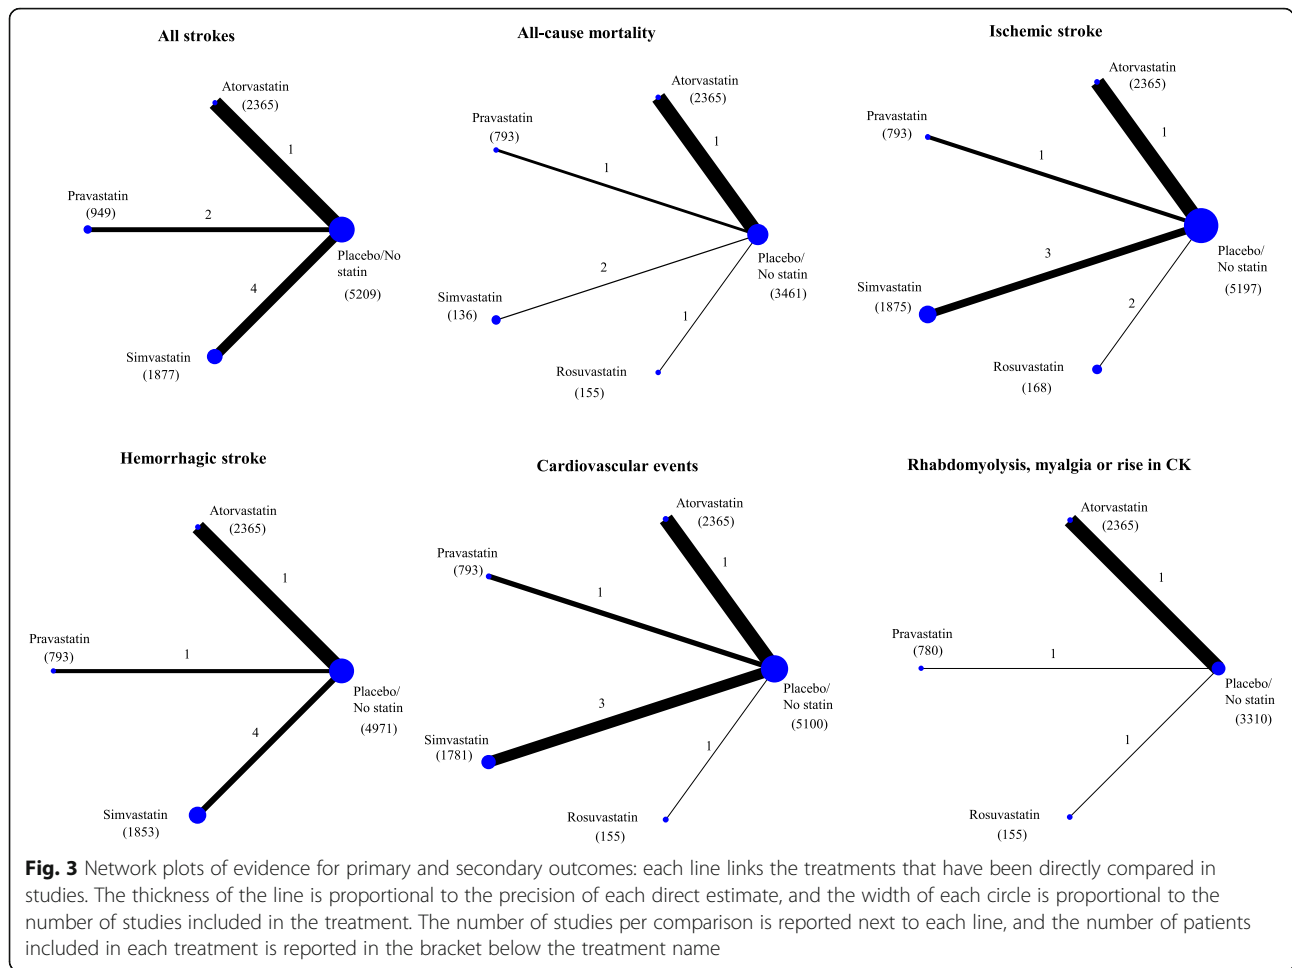 All strokes
Atorvastatin
(2365)
1
Pravastatin
(949)
2
Placebo/No
statin
(5209)
4
Simvastatin
(1877)
All-cause mortality
Atorvastatin
(2365)
Pravastatin
(793)
1
1
Placebo/
No statin
(3461)
2
Simvastatin
(136)
1
Rosuvastatin
(155)
Ischemic stroke
Atorvastatin
(2365)
Pravastatin
(793)
1
1
Placebo/
No statin
(5197)
3
Simvastatin
(1875)
2
Rosuvastatin
(168)
Hemorrhagic stroke
Atorvastatin
(2365)
1
Pravastatin
(793)
1
Placebo/
No statin
(4971)
4
Simvastatin
(1853)
Cardiovascular events
Atorvastatin
(2365)
Pravastatin
(793)
1
1
Placebo/
No statin
(5100)
3
Simvastatin
(1781)
1
Rosuvastatin
(155)
Rhabdomyolysis, myalgia or rise in CK
Atorvastatin
(2365)
1
Pravastatin
(780)
1
Placebo/
No statin
(3310)
1
Rosuvastatin
(155)
Fig. 3 Network plots of evidence for primary and secondary outcomes: each line links the treatments that have been directly compared in
studies. The thickness of the line is proportional to the precision of each direct estimate, and the width of each circle is proportional to the
number of studies included in the treatment. The number of studies per comparison is reported next to each line, and the number of patients
included in each treatment is reported in the bracket below the treatment name